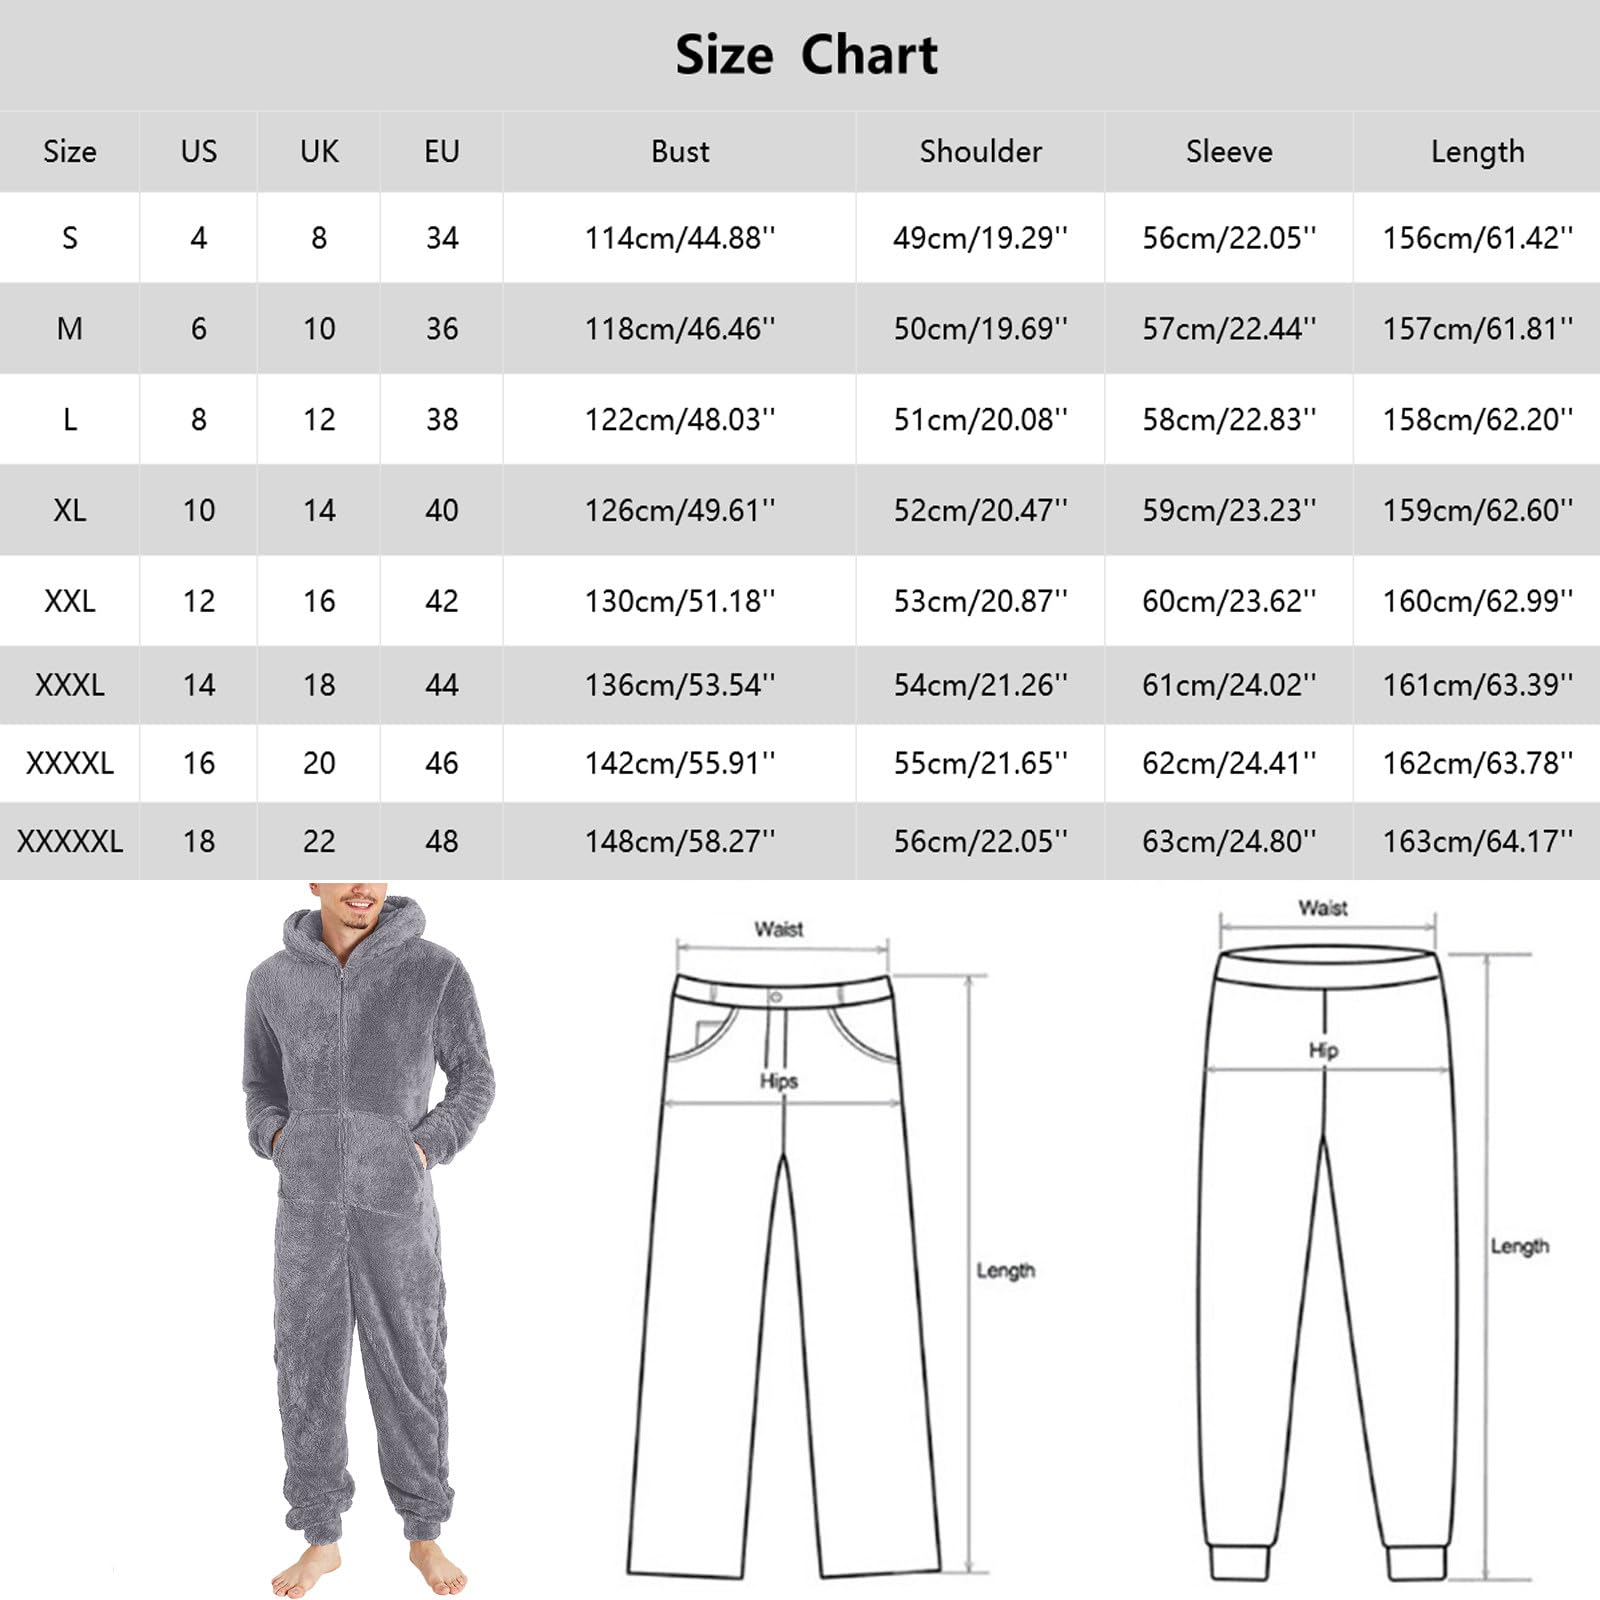 Size Chart
Size US UK EU Bust Shoulder Sleeve Length
S 4 8 34 114cm/44.88'' 49cm/19.29'' 56cm/22.05'' 156cm/61.42''
M 6 10 36 118cm/46.46'' 50cm/19.69'' 57cm/22.44'' 157cm/61.81''
L 8 12 38 122cm/48.03'' 51cm/20.08'' 58cm/22.83'' 158cm/62.20''
XL 10 14 40 126cm/49.61'' 52cm/20.47'' 59cm/23.23'' 159cm/62.60''
XXL 12 16 42 130cm/51.18'' 53cm/20.87'' 60cm/23.62'' 160cm/62.99''
XXXL 14 18 44 136cm/53.54'' 54cm/21.26'' 61cm/24.02'' 161cm/63.39''
XXXXL 16 20 46 142cm/55.91'' 55cm/21.65'' 62cm/24.41'' 162cm/63.78''
XXXXXL 18 22 48 148cm/58.27'' 56cm/22.05'' 63cm/24.80'' 163cm/64.17''
Waist
Hips
Length
Waist
Hip
Length